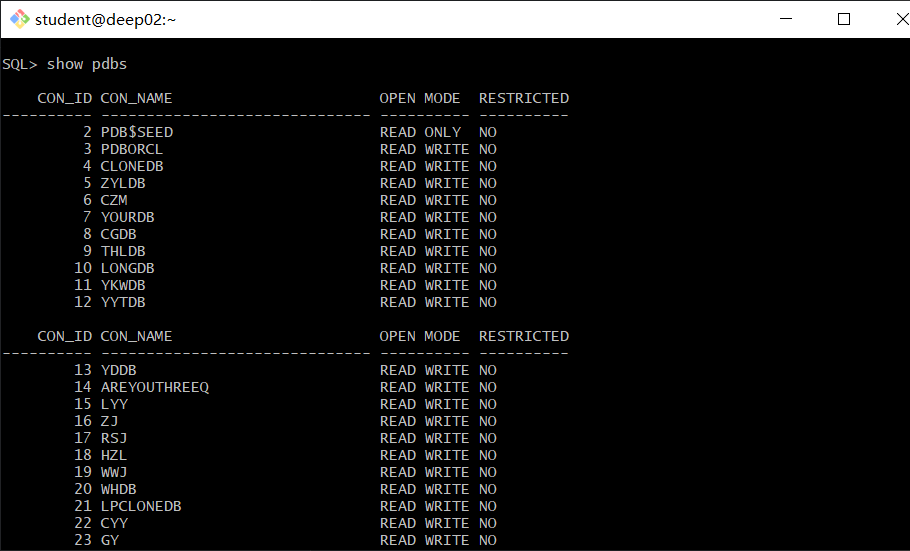 student@deep02:~
SQL> show pdbs
    CON_ID CON_NAME                       OPEN MODE  RESTRICTED
---------- ------------------------------ ---------- ----------
         2 PDB$SEED                       READ ONLY  NO
         3 PDBORCL                        READ WRITE NO
         4 CLONEDB                        READ WRITE NO
         5 ZYLDB                          READ WRITE NO
         6 CZM                            READ WRITE NO
         7 YOURDB                         READ WRITE NO
         8 CGDB                           READ WRITE NO
         9 THLDB                          READ WRITE NO
        10 LONGDB                         READ WRITE NO
        11 YKWDB                          READ WRITE NO
        12 YYTDB                          READ WRITE NO
    CON_ID CON_NAME                       OPEN MODE  RESTRICTED
---------- ------------------------------ ---------- ----------
        13 YDDB                           READ WRITE NO
        14 AREYOUTHREEQ                   READ WRITE NO
        15 LYY                            READ WRITE NO
        16 ZJ                             READ WRITE NO
        17 RSJ                            READ WRITE NO
        18 HZL                            READ WRITE NO
        19 WWJ                            READ WRITE NO
        20 WHDB                           READ WRITE NO
        21 LPCLONEDB                      READ WRITE NO
        22 CYY                            READ WRITE NO
        23 GY                             READ WRITE NO